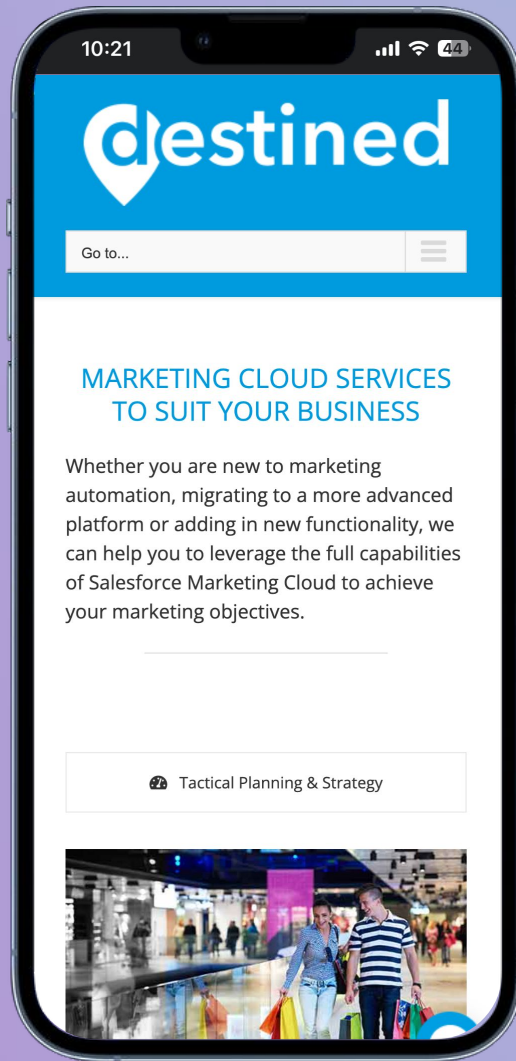 10:21
44
destined
Go to...
MARKETING CLOUD SERVICES
TO SUIT YOUR BUSINESS
Whether you are new to marketing
automation, migrating to a more advanced
platform or adding in new functionality, we
can help you to leverage the full capabilities
of Salesforce Marketing Cloud to achieve
your marketing objectives.
Tactical Planning & Strategy